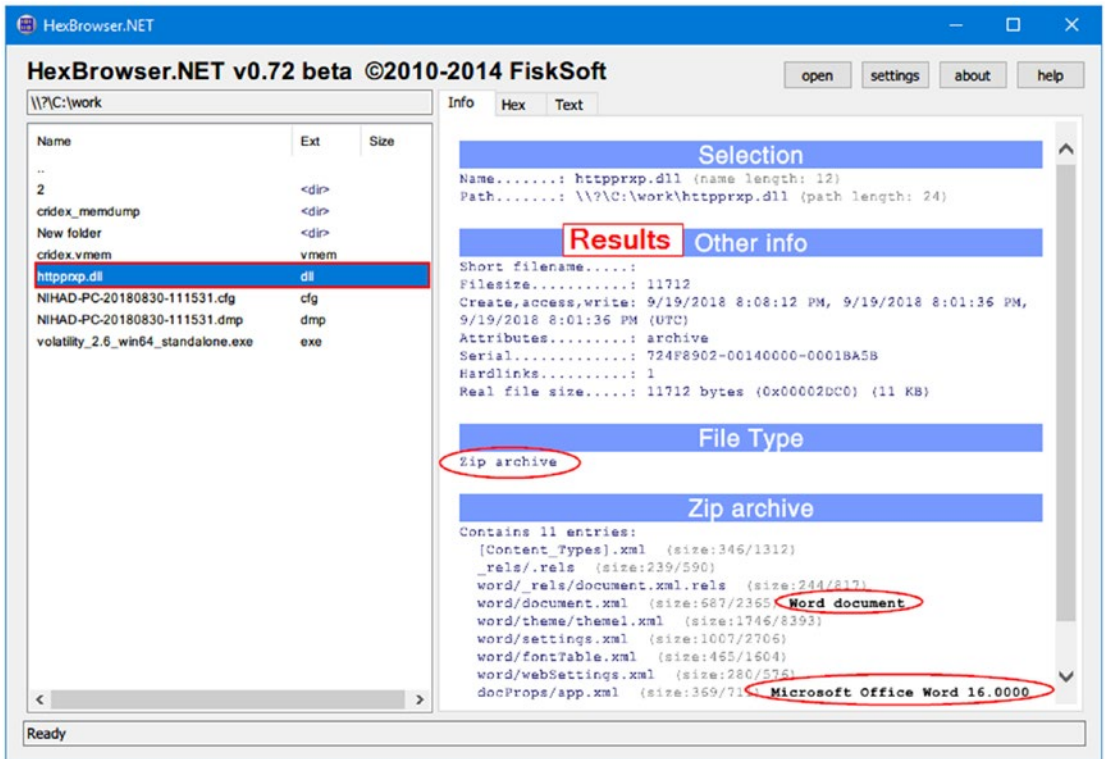 HexBrowser.NET
HexBrowser.NET v0.72 beta ©2010-2014 FiskSoft
open settings about help
\\?\C:\work
Info Hex Text
Name Ext Size
..
2 <dir>
cridex_memdump <dir>
New folder <dir>
cridex.vmem vmem
httpprxp.dll dll
NIHAD-PC-20180830-111531.cfg cfg
NIHAD-PC-20180830-111531.dmp dmp
volatility_2.6_win64_standalone.exe exe
Selection
Name.......: httpprxp.dll (name length: 12)
Path.......: \\?\C:\work\httpprxp.dll (path length: 24)
Results
Other info
Short filename.....:
Filesize...........: 11712
Create,access,write: 9/19/2018 8:08:12 PM, 9/19/2018 8:01:36 PM,
9/19/2018 8:01:36 PM (UTC)
Attributes.........: archive
Serial.............: 724F8902-00140000-0001BA5B
Hardlinks..........: 1
Real file size.....: 11712 bytes (0x00002DC0) (11 KB)
File Type
Zip archive
Zip archive
Contains 11 entries:
[Content_Types].xml (size:346/1312)
_rels/.rels (size:239/590)
word/_rels/document.xml.rels (size:244/817)
word/document.xml (size:687/2365) Word document
word/theme/theme1.xml (size:1746/8393)
word/settings.xml (size:1007/2706)
word/fontTable.xml (size:465/1604)
word/webSettings.xml (size:280/576)
docProps/app.xml Microsoft Office Word 16.0000
Ready